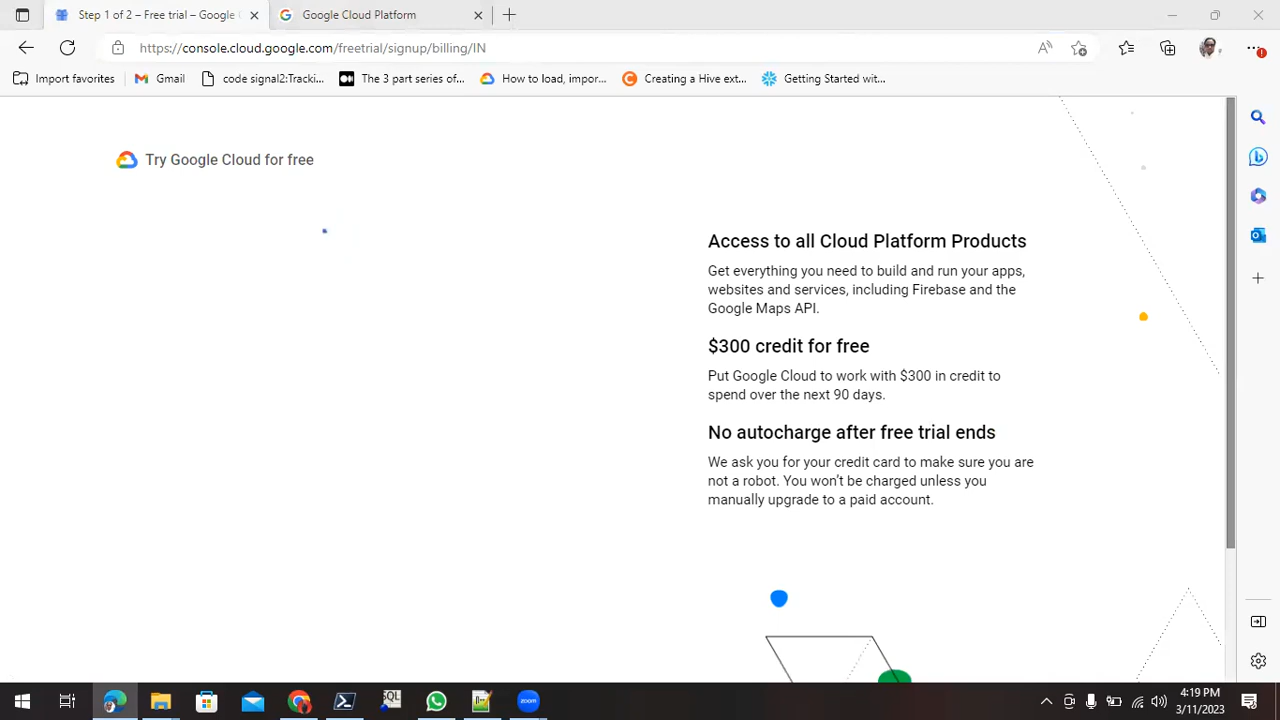 Step 1 of 2 – Free trial – Google C
Google Cloud Platform
https://console.cloud.google.com/freetrial/signup/billing/IN
Import favorites
Gmail
code signal2:Tracki...
The 3 part series of...
How to load, impor...
Creating a Hive ext...
Getting Started wit...
Try Google Cloud for free
Access to all Cloud Platform Products
Get everything you need to build and run your apps,
websites and services, including Firebase and the
Google Maps API.
$300 credit for free
Put Google Cloud to work with $300 in credit to
spend over the next 90 days.
No autocharge after free trial ends
We ask you for your credit card to make sure you are
not a robot. You won't be charged unless you
manually upgrade to a paid account.
SQL
zoom
4:19 PM
3/11/2023